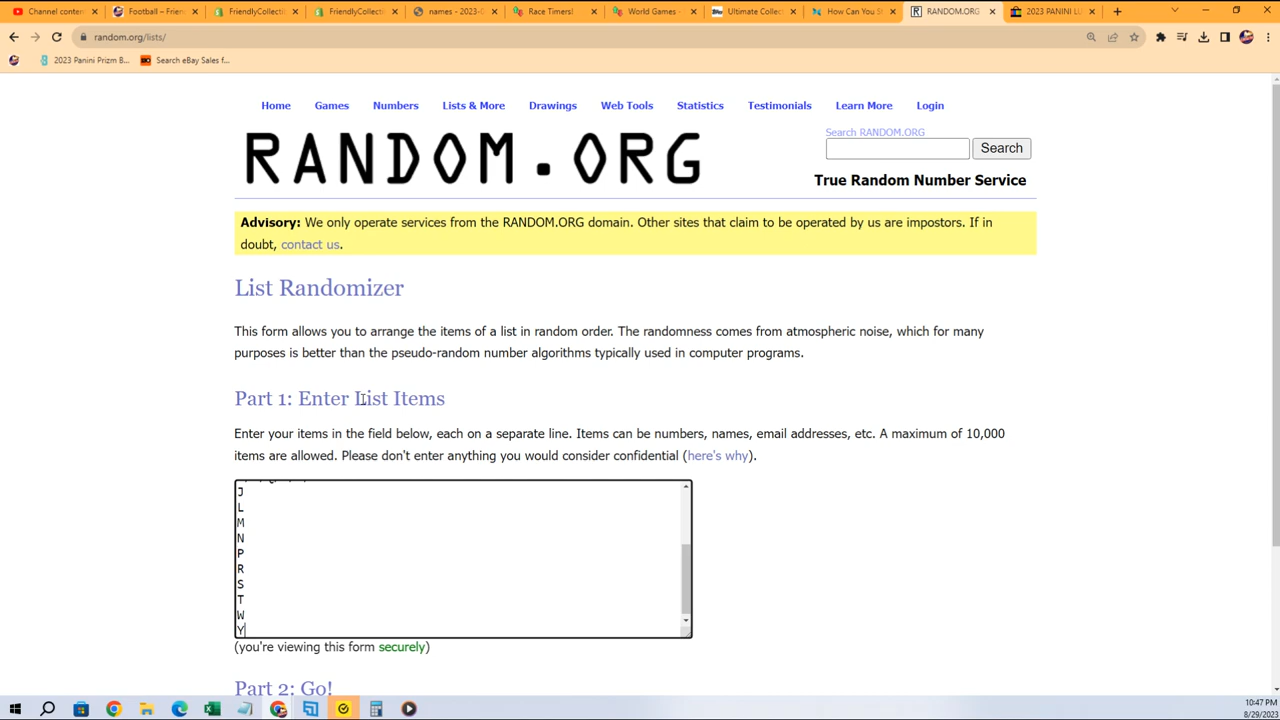 Channel conten
Football – Frien
FriendlyCollecti
FriendlyCollecti
names - 2023-0
Race Timers!
World Games -
Ultimate Collec
How Can You S
RANDOM.ORG
2023 PANINI LU
random.org/lists/
2023 Panini Prizm B...
Search eBay Sales f...
Home
Games
Numbers
Lists & More
Drawings
Web Tools
Statistics
Testimonials
Learn More
Login
RANDOM.ORG
Search RANDOM.ORG
Search
True Random Number Service
Advisory: We only operate services from the RANDOM.ORG domain. Other sites that claim to be operated by us are impostors. If in
doubt, contact us.
List Randomizer
This form allows you to arrange the items of a list in random order. The randomness comes from atmospheric noise, which for many
purposes is better than the pseudo-random number algorithms typically used in computer programs.
Part 1: Enter List Items
Enter your items in the field below, each on a separate line. Items can be numbers, names, email addresses, etc. A maximum of 10,000
items are allowed. Please don't enter anything you would consider confidential (here's why).
J
L
M
N
P
R
S
T
W
Y
(you're viewing this form securely)
Part 2: Go!
10:47 PM
8/29/2023